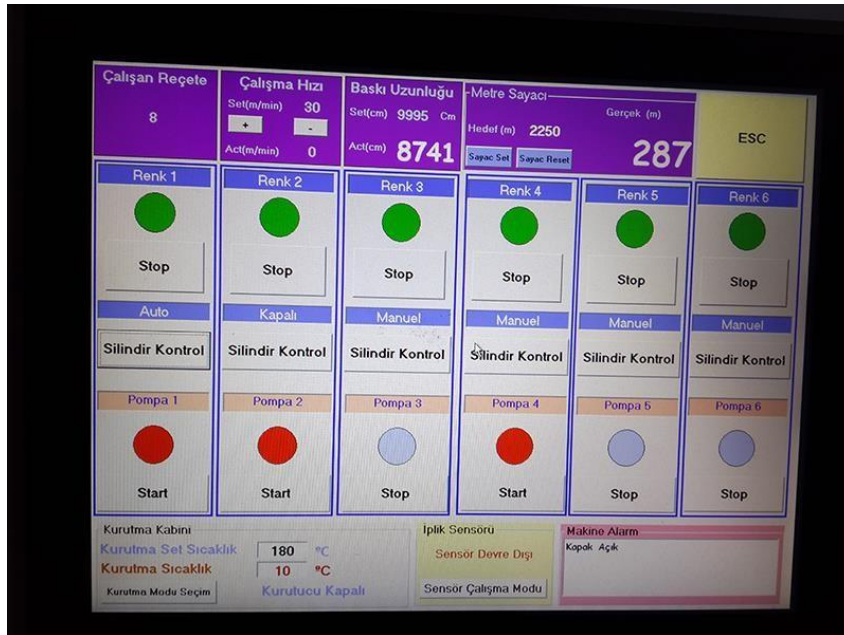 Çalışan Reçete
8
Çalışma Hızı
Set(m/min) 30
+ -
Act(m/min) 0
Baskı Uzunluğu
Set(cm) 9995 Cm
Act(cm) 8741
Metre Sayacı
Gerçek (m)
Hedef (m) 2250
Sayac Set Sayac Reset
287
ESC
Renk 1 Renk 2 Renk 3 Renk 4 Renk 5 Renk 6
Stop Stop Stop Stop Stop Stop
Auto Kapalı Manuel Manuel Manuel Manuel
Silindir Kontrol Silindir Kontrol Silindir Kontrol Silindir Kontrol Silindir Kontrol Silindir Kontrol
Pompa 1 Pompa 2 Pompa 3 Pompa 4 Pompa 5 Pompa 6
Start Start Stop Start Stop Stop
Kurutma Kabini
Kurutma Set Sıcaklık 180 ºC
Kurutma Sıcaklık 10 ºC
Kurutma Modu Seçim Kurutucu Kapalı
İplik Sensörü
Sensör Devre Dışı
Sensör Çalışma Modu
Makine Alarm
Kapak Açık